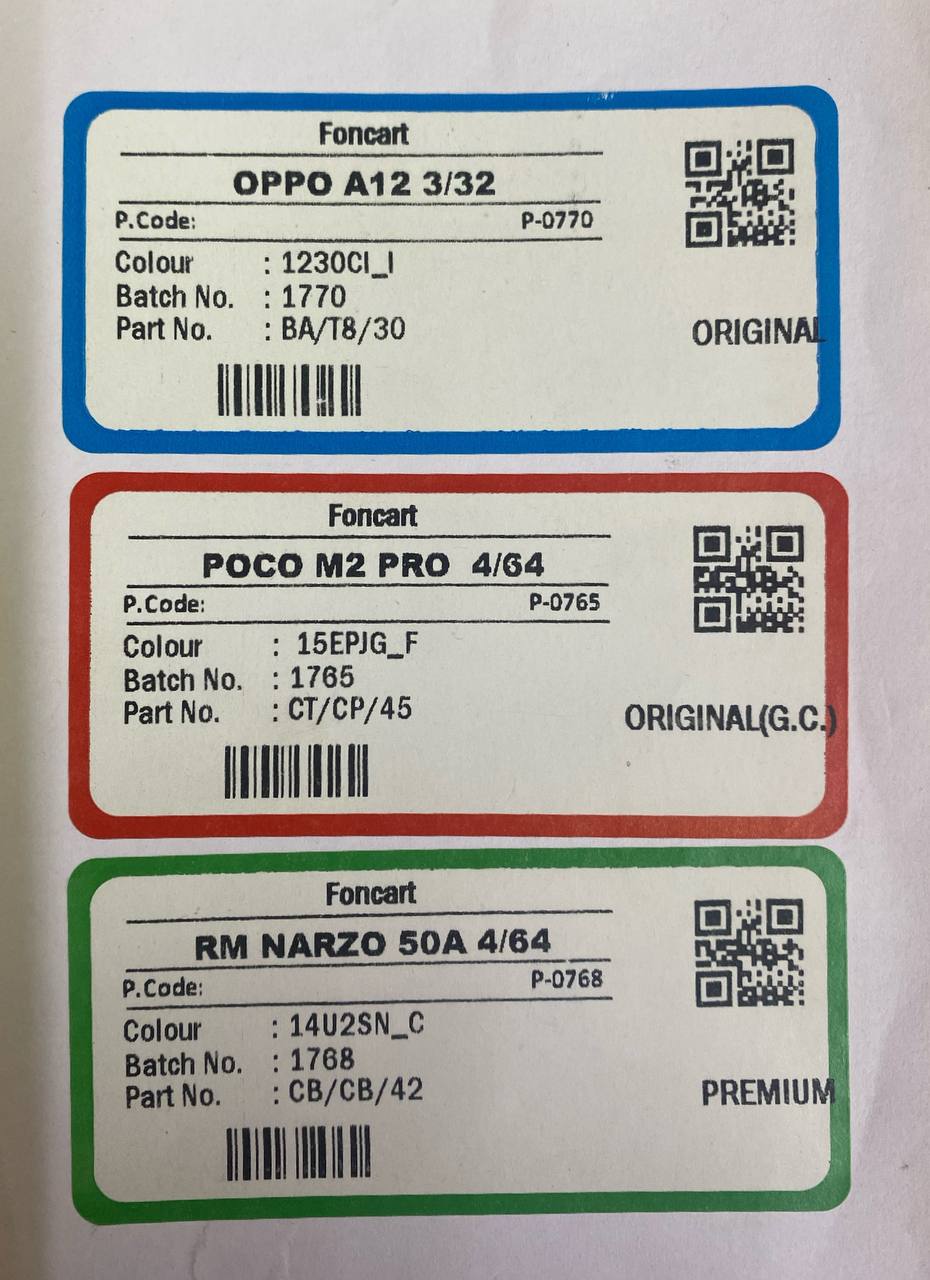 Foncart
OPPO A12 3/32
P.Code: P-0770
Colour : 1230CI_I
Batch No. : 1770
Part No. : BA/T8/30
ORIGINAL
Foncart
POCO M2 PRO 4/64
P.Code: P-0765
Colour : 15EPJG_F
Batch No. : 1765
Part No. : CT/CP/45
ORIGINAL(G.C.)
Foncart
RM NARZO 50A 4/64
P.Code: P-0768
Colour : 14U2SN_C
Batch No. : 1768
Part No. : CB/CB/42
PREMIUM